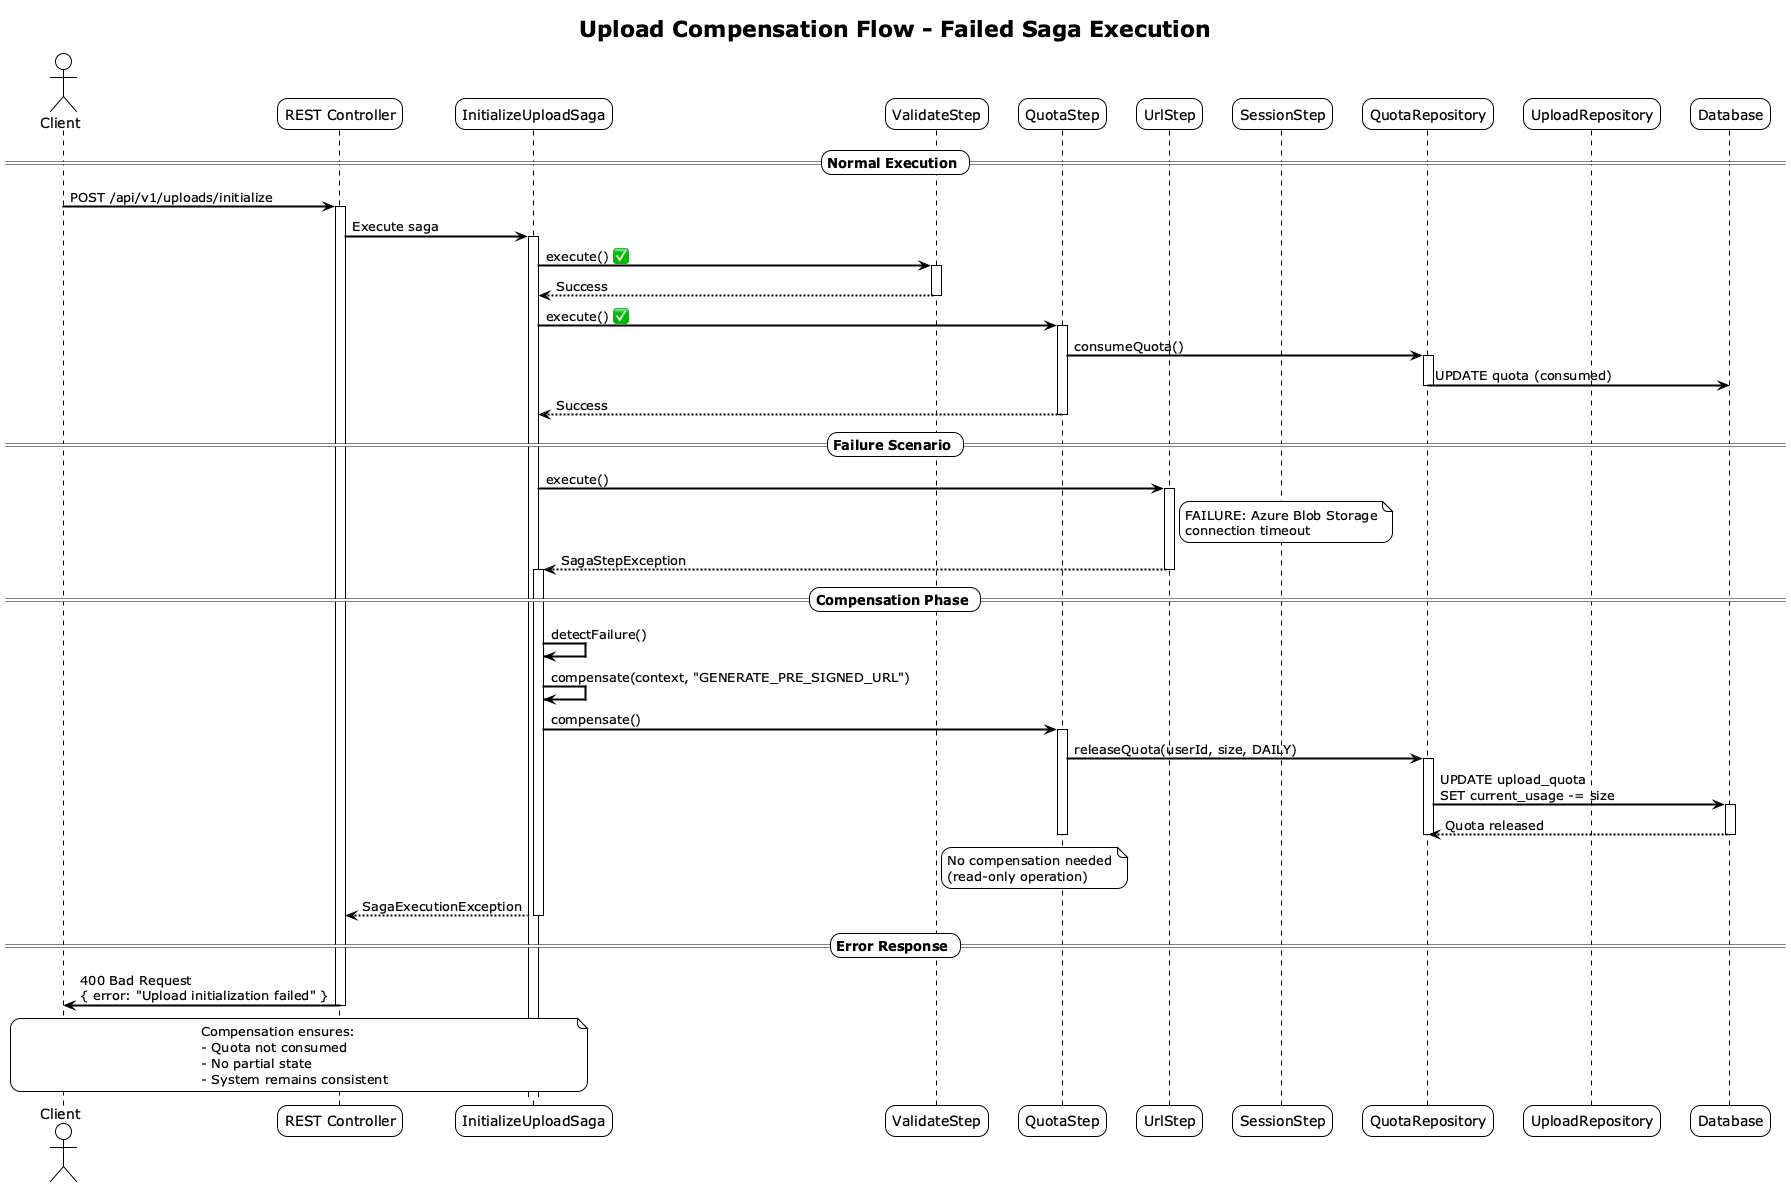 Upload Compensation Flow - Failed Saga Execution
Client
REST Controller
InitializeUploadSaga
ValidateStep
QuotaStep
UrlStep
SessionStep
QuotaRepository
UploadRepository
Database
Normal Execution
POST /api/v1/uploads/initialize
Execute saga
execute() ✅
Success
execute() ✅
consumeQuota()
UPDATE quota (consumed)
Success
Failure Scenario
execute()
FAILURE: Azure Blob Storage
connection timeout
SagaStepException
Compensation Phase
detectFailure()
compensate(context, "GENERATE_PRE_SIGNED_URL")
compensate()
releaseQuota(userId, size, DAILY)
UPDATE upload_quota
SET current_usage -= size
Quota released
No compensation needed
(read-only operation)
SagaExecutionException
Error Response
400 Bad Request
{ error: "Upload initialization failed" }
Compensation ensures:
- Quota not consumed
- No partial state
- System remains consistent
Client
REST Controller
InitializeUploadSaga
ValidateStep
QuotaStep
UrlStep
SessionStep
QuotaRepository
UploadRepository
Database